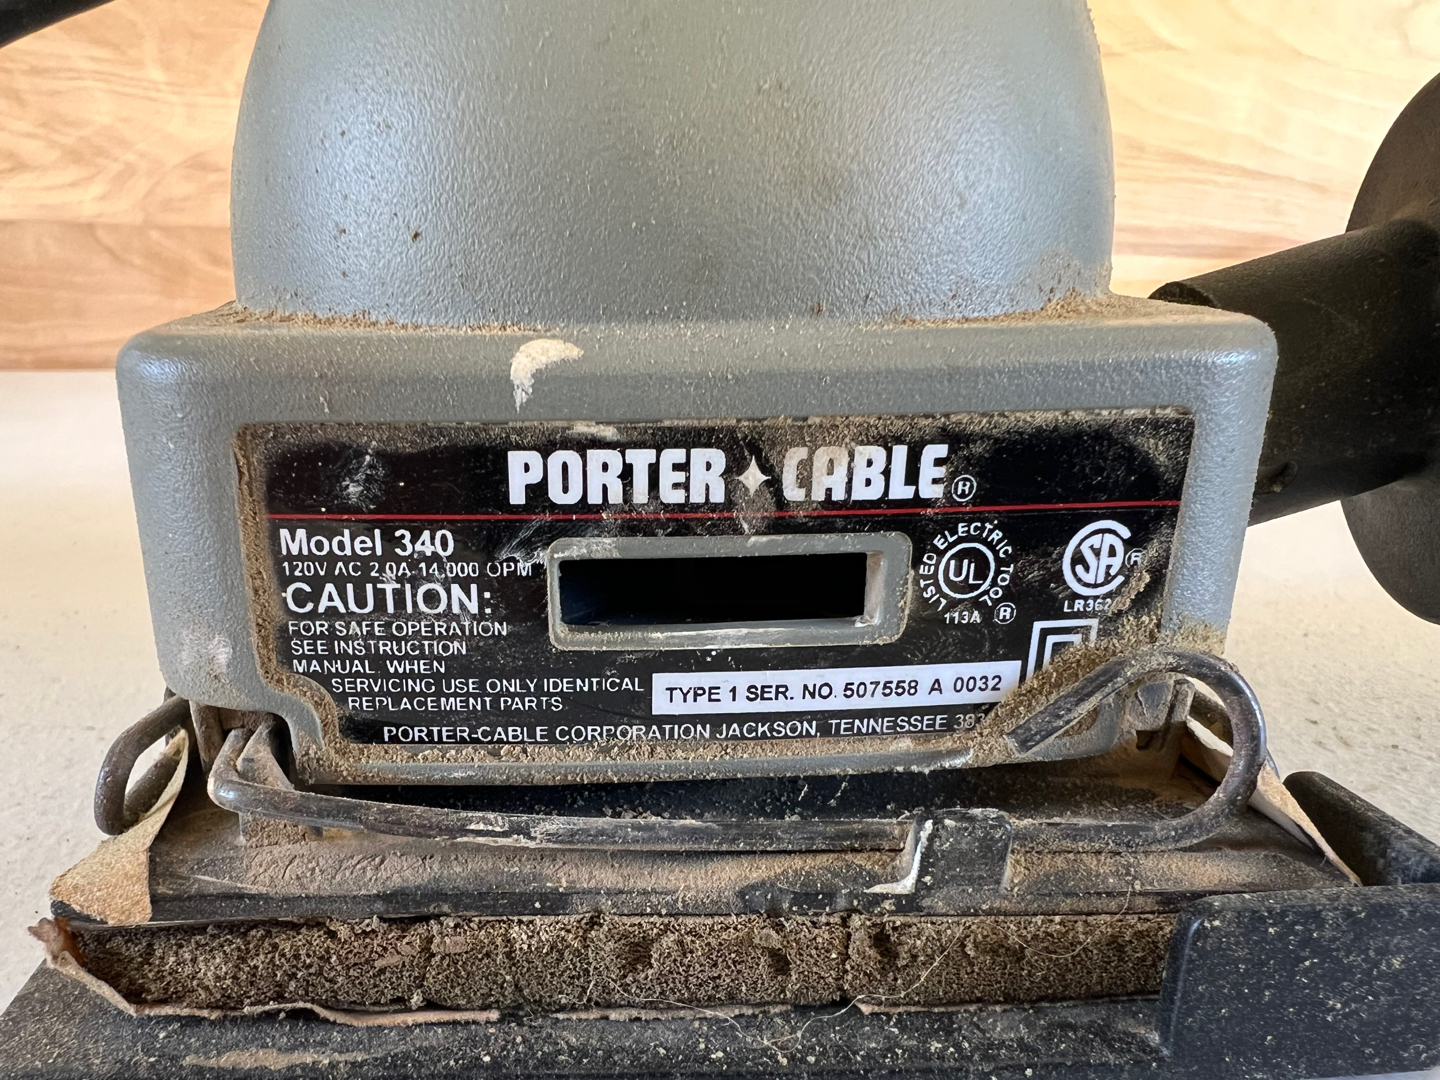 PORTER✦CABLE®
Model 340
120V AC 2.0A 14,000 OPM
CAUTION:
FOR SAFE OPERATION
SEE INSTRUCTION
MANUAL. WHEN
SERVICING USE ONLY IDENTICAL
REPLACEMENT PARTS
LISTED ELECTRIC TOOL
UL
113A ®
SA ®
TYPE 1 SER. NO. 507558 A 0032
PORTER-CABLE CORPORATION JACKSON, TENNESSEE